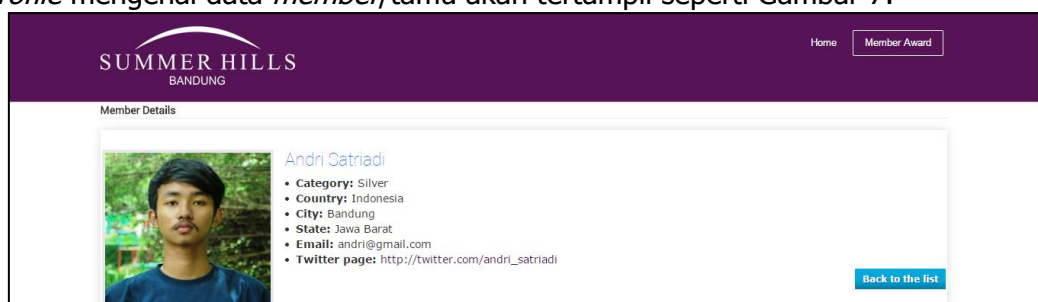 mengenai data member/tamu akan tertampil seperti Gambar 7.
SUMMER HILLS
BANDUNG
Home
Member Award
Member Details
Andri Satriadi
• Category: Silver
• Country: Indonesia
• City: Bandung
• State: Jawa Barat
• Email: andri@gmail.com
• Twitter page: http://twitter.com/andri_satriadi
Back to the list